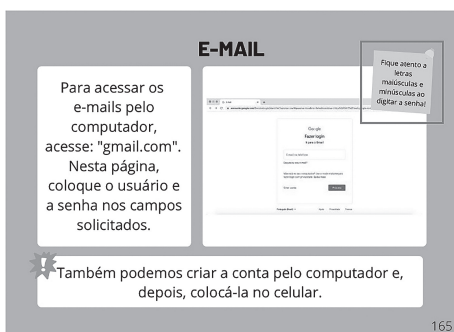 E-MAIL
Fique atento a
letras
maiúsculas e
minúsculas ao
digitar a senha!
Para acessar os
e-mails pelo
computador,
acesse: "gmail.com".
Nesta página,
coloque o usuário e
a senha nos campos
solicitados.
Google
Fazer login
Também podemos criar a conta pelo computador e,
depois, colocá-la no celular.
165